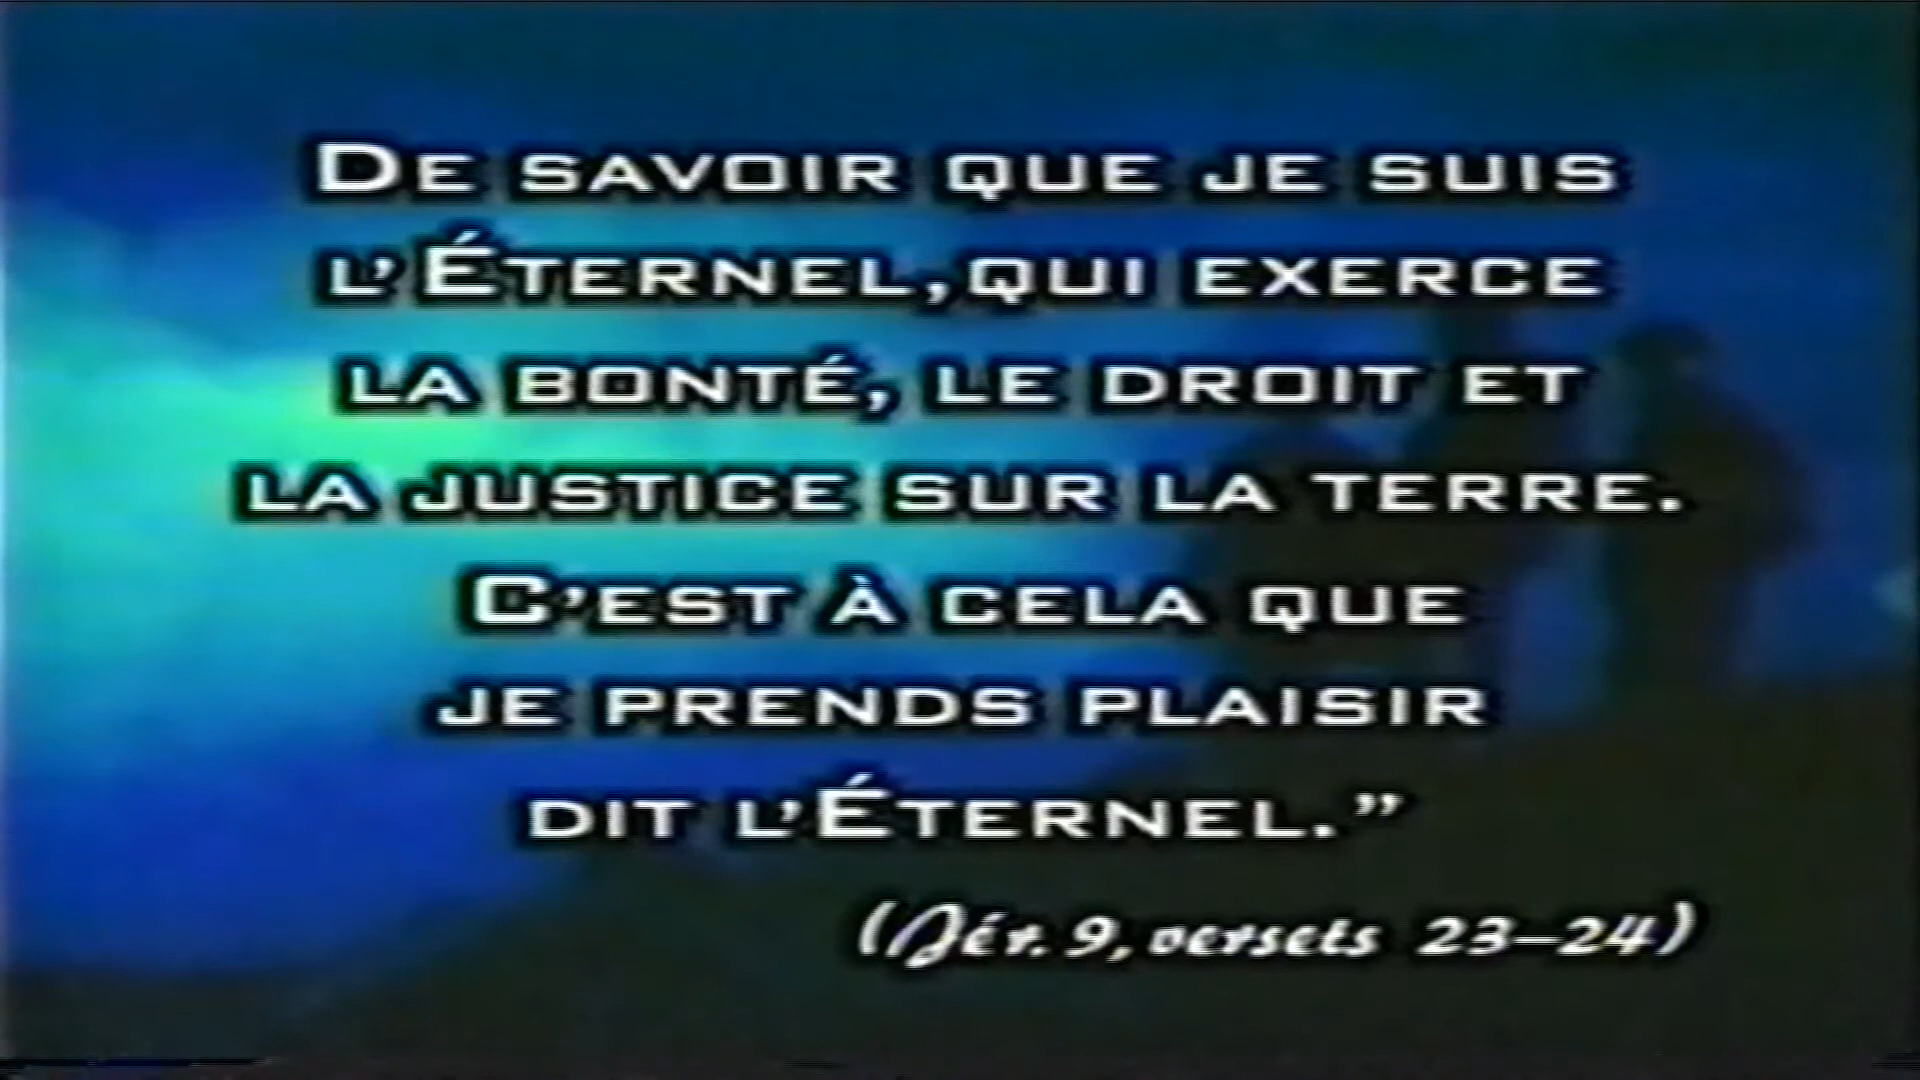 De savoir que je suis
l'Éternel, qui exerce
la bonté, le droit et
la justice sur la terre.
C'est à cela que
je prends plaisir
dit l'Éternel.”
(Jér. 9, versets 23–24)